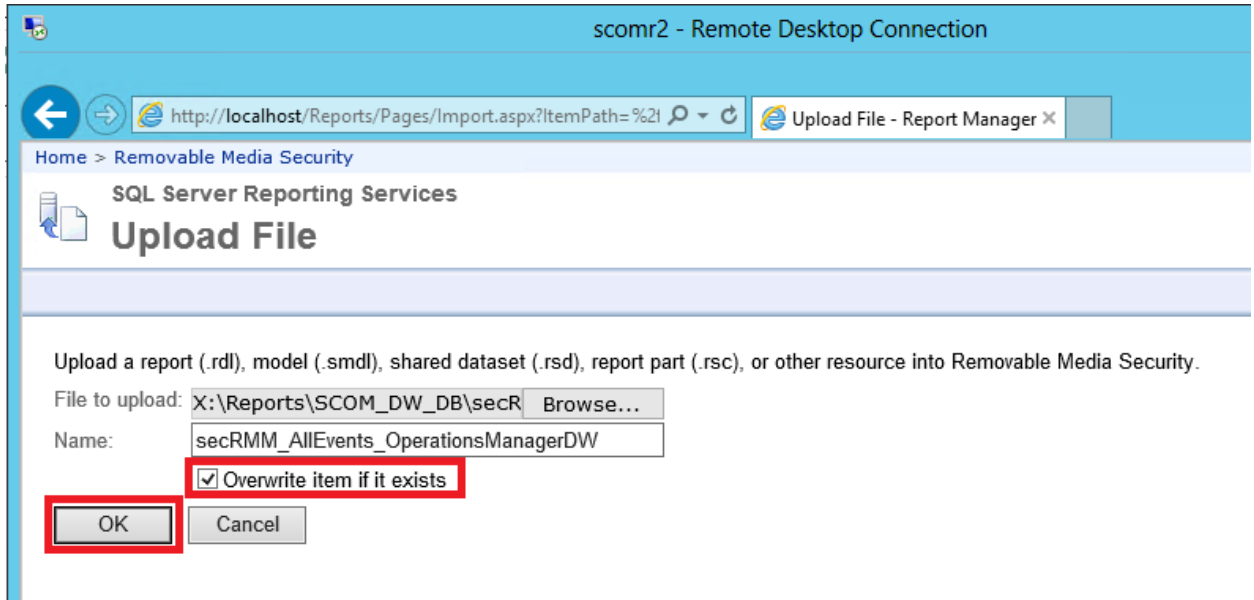 scomr2 - Remote Desktop Connection
http://localhost/Reports/Pages/Import.aspx?ItemPath=%2f
Upload File - Report Manager
Home > Removable Media Security
SQL Server Reporting Services
Upload File
Upload a report (.rdl), model (.smdl), shared dataset (.rsd), report part (.rsc), or other resource into Removable Media Security.
File to upload: X:\Reports\SCOM_DW_DB\secR Browse...
Name: secRMM_AllEvents_OperationsManagerDW
Overwrite item if it exists
OK Cancel